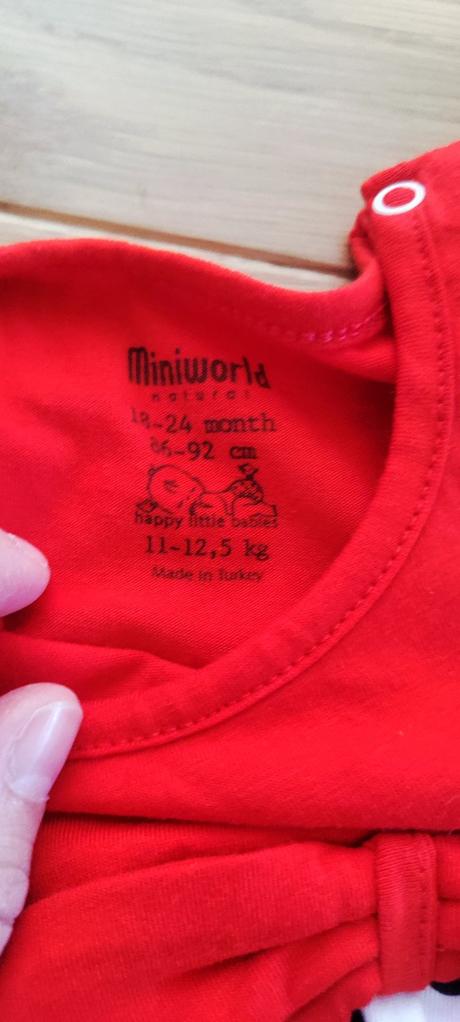 Miniworld
natural
18-24 month
86-92 cm
happy little babies
11-12,5 kg
Made in Turkey